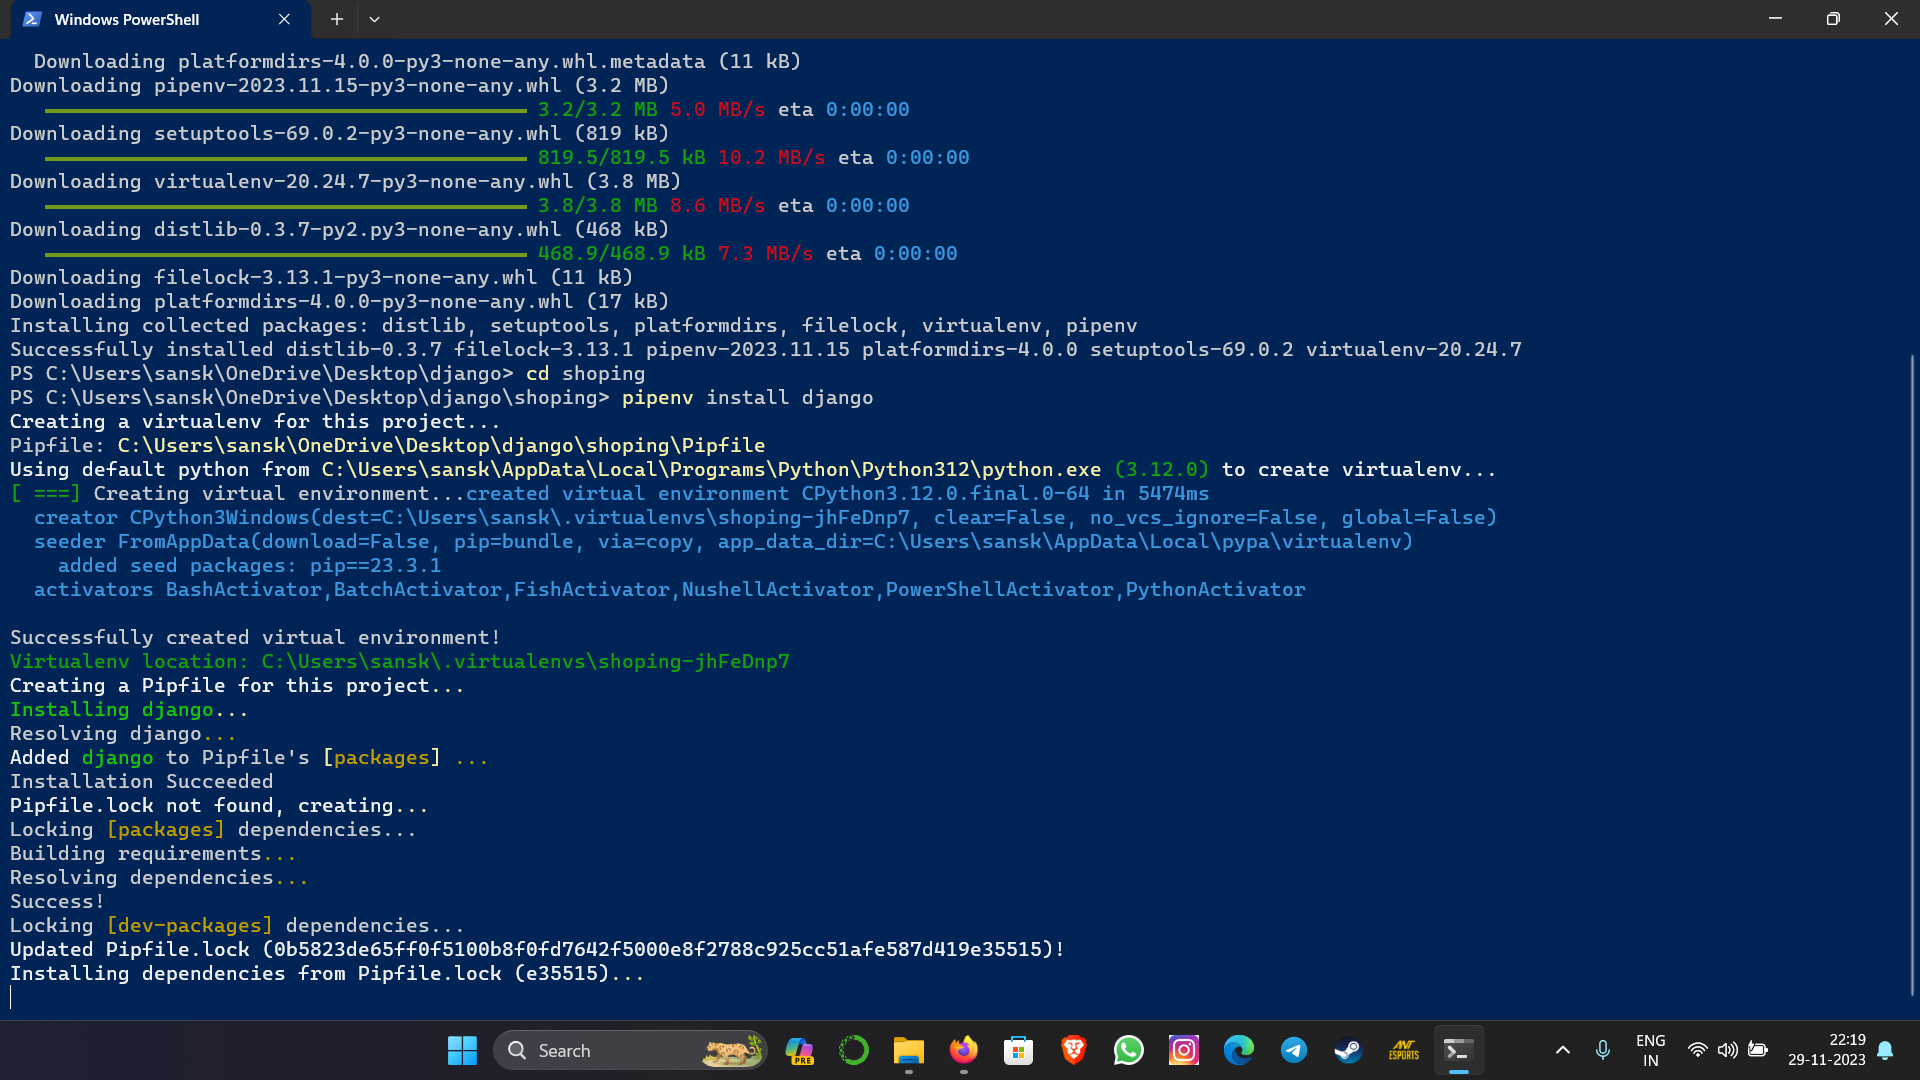 Windows PowerShell
Downloading platformdirs-4.0.0-py3-none-any.whl.metadata (11 kB)
Downloading pipenv-2023.11.15-py3-none-any.whl (3.2 MB)
3.2/3.2 MB 5.0 MB/s eta 0:00:00
Downloading setuptools-69.0.2-py3-none-any.whl (819 kB)
819.5/819.5 kB 10.2 MB/s eta 0:00:00
Downloading virtualenv-20.24.7-py3-none-any.whl (3.8 MB)
3.8/3.8 MB 8.6 MB/s eta 0:00:00
Downloading distlib-0.3.7-py2.py3-none-any.whl (468 kB)
468.9/468.9 kB 7.3 MB/s eta 0:00:00
Downloading filelock-3.13.1-py3-none-any.whl (11 kB)
Downloading platformdirs-4.0.0-py3-none-any.whl (17 kB)
Installing collected packages: distlib, setuptools, platformdirs, filelock, virtualenv, pipenv
Successfully installed distlib-0.3.7 filelock-3.13.1 pipenv-2023.11.15 platformdirs-4.0.0 setuptools-69.0.2 virtualenv-20.24.7
PS C:\Users\sansk\OneDrive\Desktop\django> cd shoping
PS C:\Users\sansk\OneDrive\Desktop\django\shoping> pipenv install django
Creating a virtualenv for this project...
Pipfile: C:\Users\sansk\OneDrive\Desktop\django\shoping\Pipfile
Using default python from C:\Users\sansk\AppData\Local\Programs\Python\Python312\python.exe (3.12.0) to create virtualenv...
[ ===] Creating virtual environment...created virtual environment CPython3.12.0.final.0-64 in 5474ms
creator CPython3Windows(dest=C:\Users\sansk\.virtualenvs\shoping-jhFeDnp7, clear=False, no_vcs_ignore=False, global=False)
seeder FromAppData(download=False, pip=bundle, via=copy, app_data_dir=C:\Users\sansk\AppData\Local\pypa\virtualenv)
added seed packages: pip==23.3.1
activators BashActivator,BatchActivator,FishActivator,NushellActivator,PowerShellActivator,PythonActivator
Successfully created virtual environment!
Virtualenv location: C:\Users\sansk\.virtualenvs\shoping-jhFeDnp7
Creating a Pipfile for this project...
Installing django...
Resolving django...
Added django to Pipfile's [packages] ...
Installation Succeeded
Pipfile.lock not found, creating...
Locking [packages] dependencies...
Building requirements...
Resolving dependencies...
Success!
Locking [dev-packages] dependencies...
Updated Pipfile.lock (0b5823de65ff0f5100b8f0fd7642f5000e8f2788c925cc51afe587d419e35515)!
Installing dependencies from Pipfile.lock (e35515)...
Search
PRE
ANT
ESPORTS
ENG
IN
22:19
29-11-2023